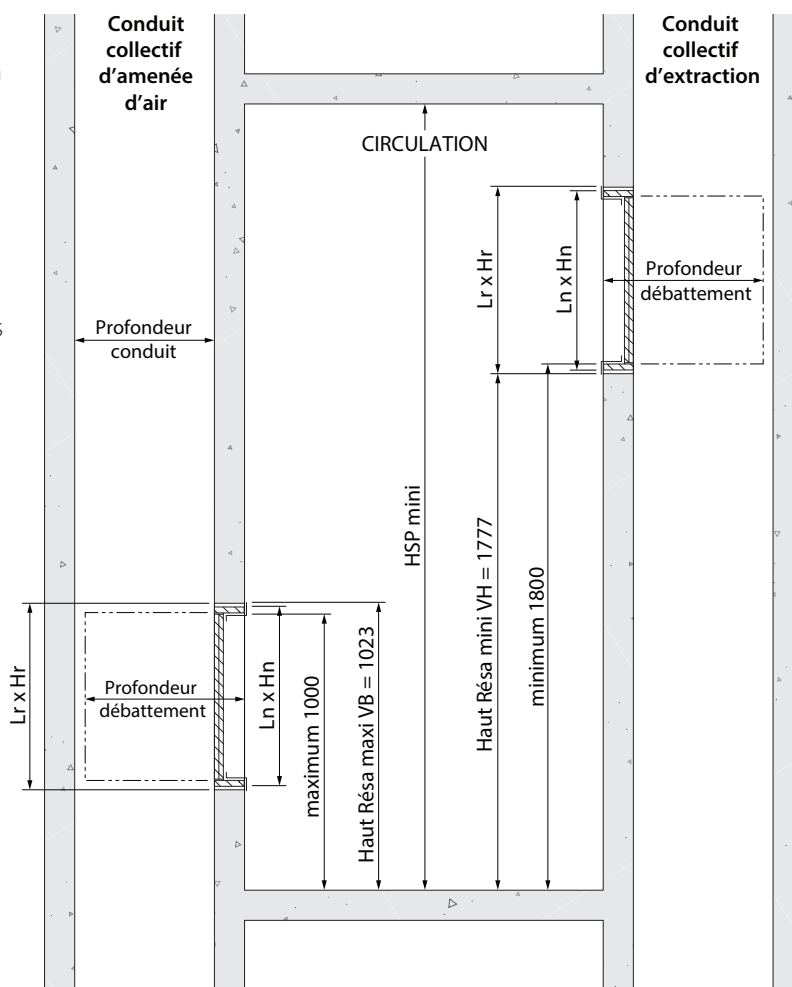 Conduit
collectif
d'amenée
d'air
Conduit
collectif
d'extraction
CIRCULATION
Lr x Hr
Ln x Hn
Profondeur
débattement
Profondeur
conduit
HSP mini
Haut Résa mini VH = 1777
minimum 1800
Lr x Hr
Profondeur
débattement
Ln x Hn
maximum 1000
Haut Résa maxi VB = 1023